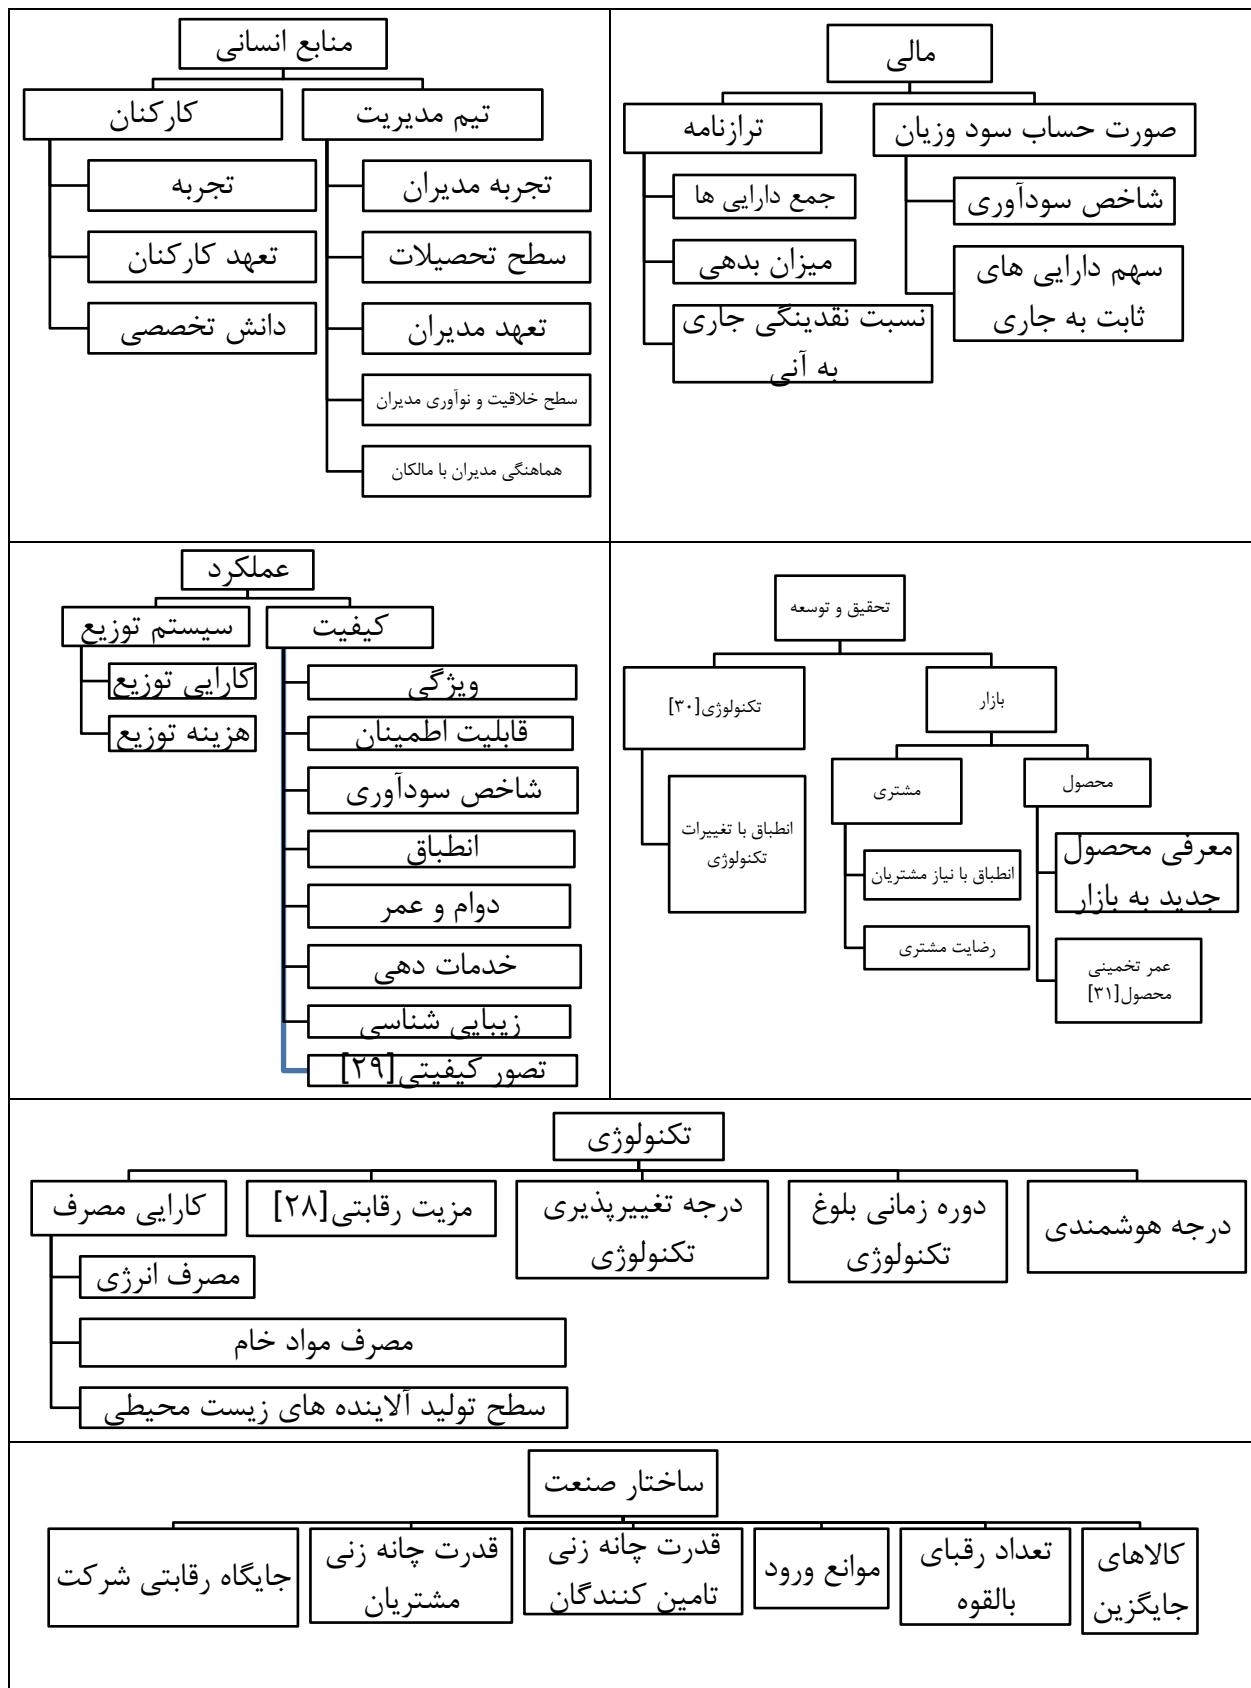 مالی
صورت حساب سود وزیان
شاخص سودآوری
سهم دارایی های
ثابت به جاری
ترازنامه
جمع دارایی ها
میزان بدهی
نسبت نقدینگی جاری
به آنی
منابع انسانی
تیم مدیریت
تجربه مدیران
سطح تحصیلات
تعهد مدیران
سطح خلاقیت و نوآوری مدیران
هماهنگی مدیران با مالکان
کارکنان
تجربه
تعهد کارکنان
دانش تخصصی
تحقیق و توسعه
بازار
محصول
معرفی محصول
جدید به بازار
عمر تخمینی
محصول[۳۱]
مشتری
انطباق با نیاز مشتریان
رضایت مشتری
تکنولوژی[۳۰]
انطباق با تغییرات
تکنولوژی
عملکرد
کیفیت
ویژگی
قابلیت اطمینان
شاخص سودآوری
انطباق
دوام و عمر
خدمات دهی
زیبایی شناسی
تصور کیفیتی[۲۹]
سیستم توزیع
کارایی توزیع
هزینه توزیع
تکنولوژی
درجه هوشمندی
دوره زمانی بلوغ
تکنولوژی
درجه تغییرپذیری
تکنولوژی
مزیت رقابتی[۲۸]
کارایی مصرف
مصرف انرژی
مصرف مواد خام
سطح تولید آلاینده های زیست محیطی
ساختار صنعت
کالاهای
جایگزین
تعداد رقبای
بالقوه
موانع ورود
قدرت چانه زنی
تامین کنندگان
قدرت چانه زنی
مشتریان
جایگاه رقابتی شرکت